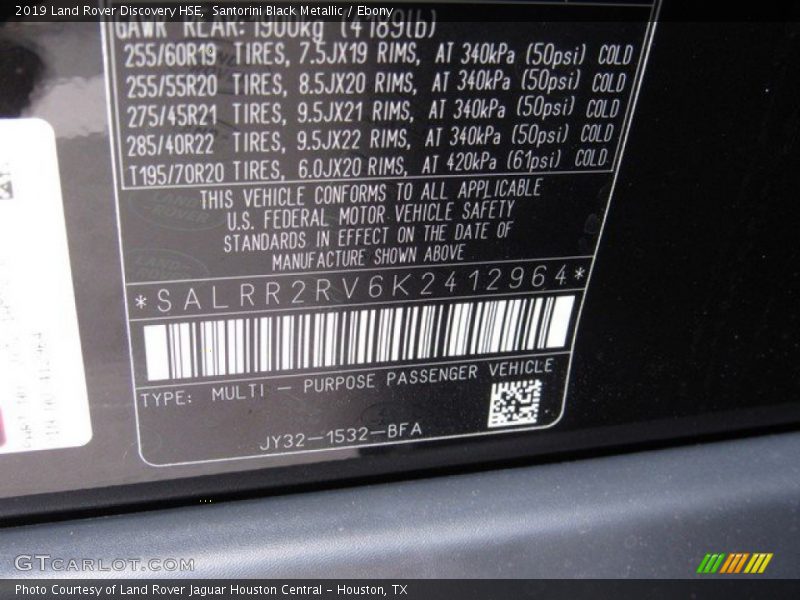 2019 Land Rover Discovery HSE, Santorini Black Metallic / Ebony
GAWR REAR: 1900kg (4189lb)
255/60R19 TIRES, 7.5JX19 RIMS, AT 340kPa (50psi) COLD
255/55R20 TIRES, 8.5JX20 RIMS, AT 340kPa (50psi) COLD
275/45R21 TIRES, 9.5JX21 RIMS, AT 340kPa (50psi) COLD
285/40R22 TIRES, 9.5JX22 RIMS, AT 340kPa (50psi) COLD
T195/70R20 TIRES, 6.0JX20 RIMS, AT 420kPa (61psi) COLD
THIS VEHICLE CONFORMS TO ALL APPLICABLE
U.S. FEDERAL MOTOR VEHICLE SAFETY
STANDARDS IN EFFECT ON THE DATE OF
MANUFACTURE SHOWN ABOVE
*SALRR2RV6K2412964*
TYPE: MULTI - PURPOSE PASSENGER VEHICLE
JY32-1532-BFA
GTCARLOT.COM
Photo Courtesy of Land Rover Jaguar Houston Central - Houston, TX